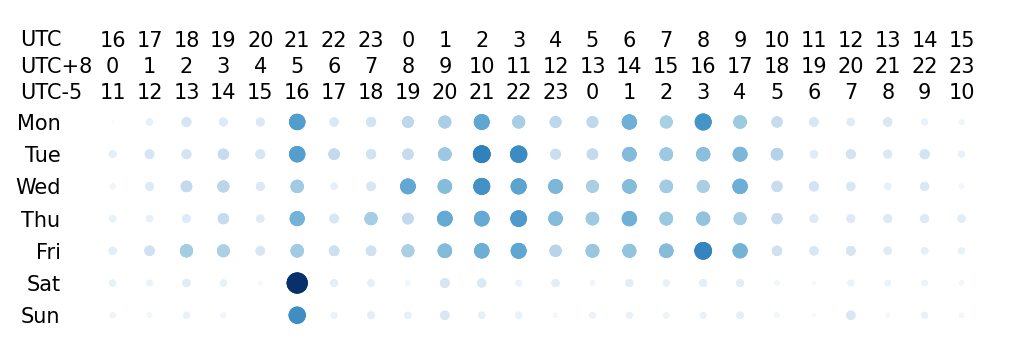 UTC 16 17 18 19 20 21 22 23 0 1 2 3 4 5 6 7 8 9 10 11 12 13 14 15
UTC+8 0 1 2 3 4 5 6 7 8 9 10 11 12 13 14 15 16 17 18 19 20 21 22 23
UTC-5 11 12 13 14 15 16 17 18 19 20 21 22 23 0 1 2 3 4 5 6 7 8 9 10
Mon
Tue
Wed
Thu
Fri
Sat
Sun